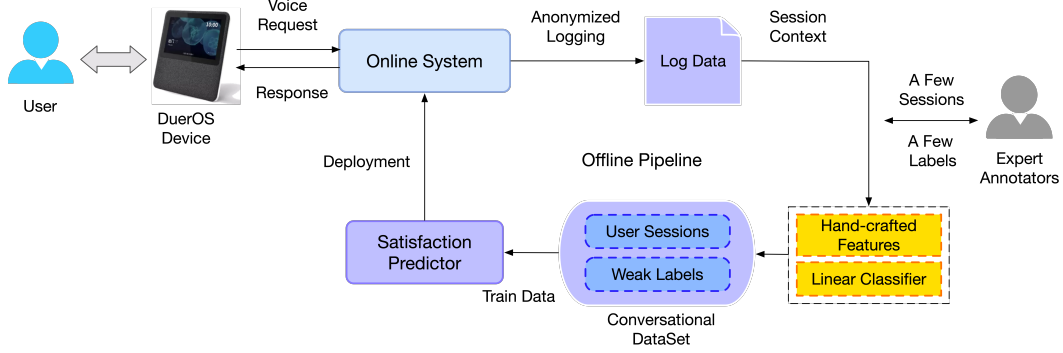 Voice
Request
Response
User
DuerOS
Device
10:00
Online System
Anonymized
Logging
Log Data
Session
Context
A Few
Sessions
A Few
Labels
Expert
Annotators
Deployment
Offline Pipeline
Hand-crafted
Features
Linear Classifier
User Sessions
Weak Labels
Conversational
DataSet
Train Data
Satisfaction
Predictor